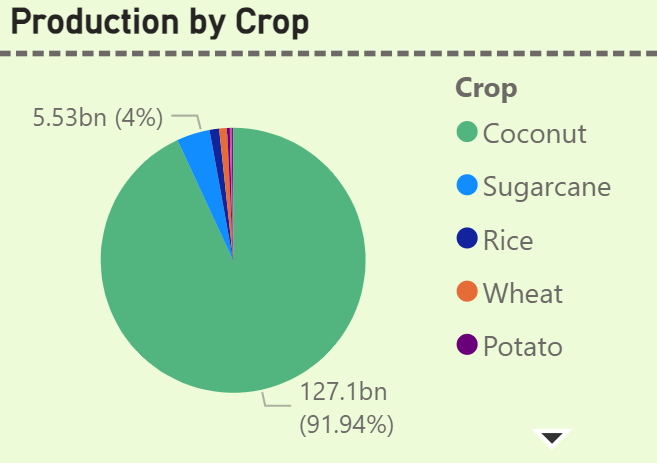 Production by Crop
5.53bn (4%)
127.1bn
(91.94%)
Crop
Coconut
Sugarcane
Rice
Wheat
Potato